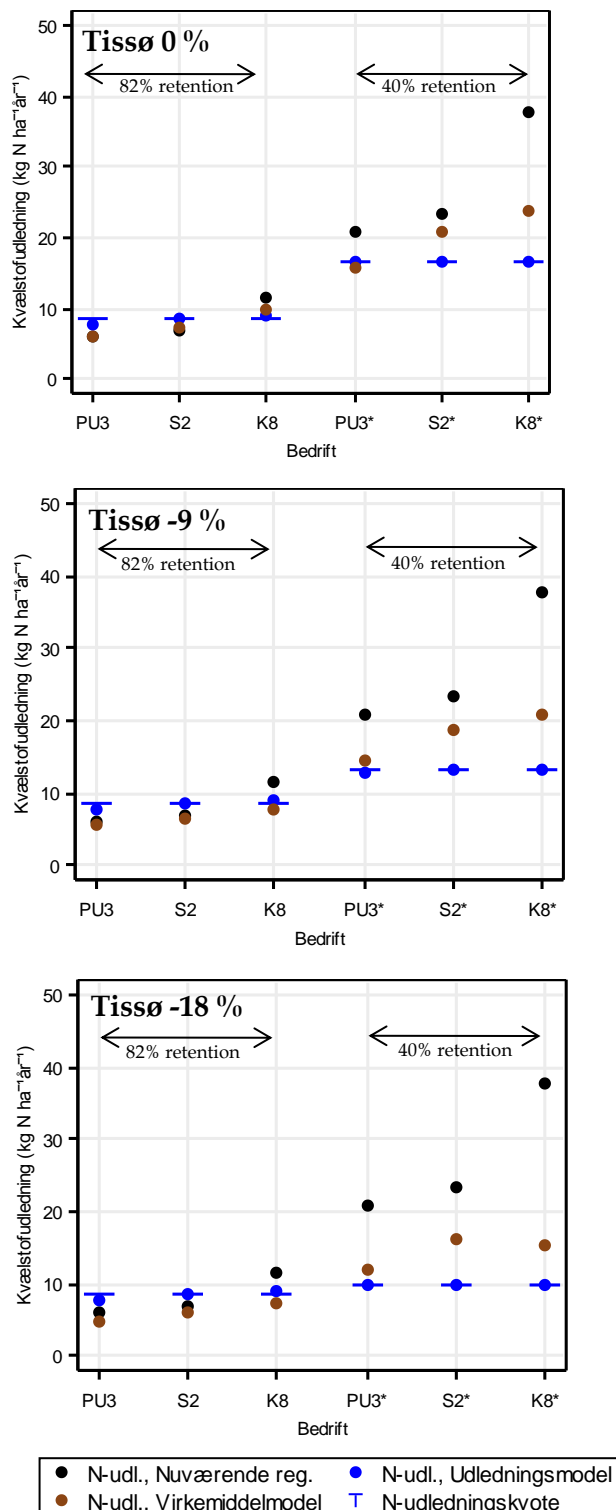 Tissø 0 %
82% retention
40% retention
Kvælstofudledning (kg N ha⁻¹år⁻¹)
50
40
30
20
10
0
PU3 S2 K8 PU3* S2* K8*
Bedrift
Tissø -9 %
82% retention
40% retention
Kvælstofudledning (kg N ha⁻¹år⁻¹)
50
40
30
20
10
0
PU3 S2 K8 PU3* S2* K8*
Bedrift
Tissø -18 %
82% retention
40% retention
Kvælstofudledning (kg N ha⁻¹år⁻¹)
50
40
30
20
10
0
PU3 S2 K8 PU3* S2* K8*
Bedrift
N-udl., Nuværende reg. N-udl., Udledningsmodel
N-udl., Virkemiddelmodel N-udledningskvote